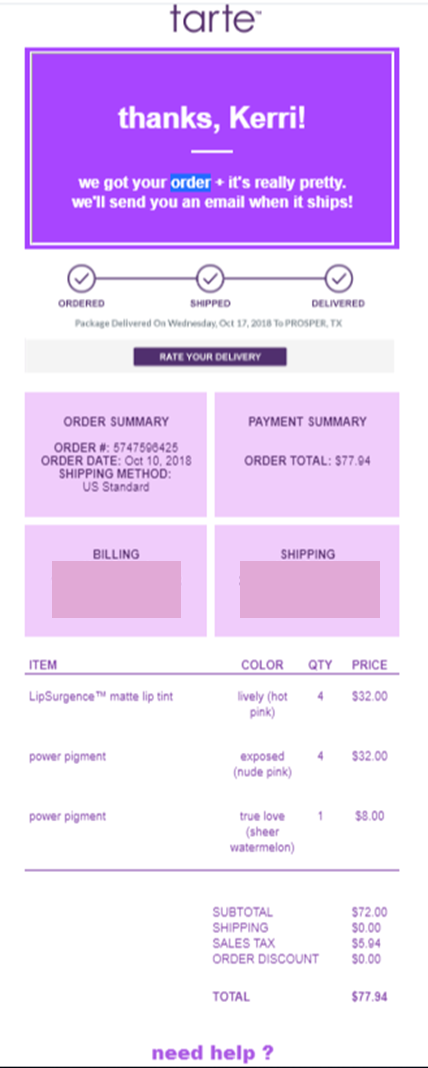 tarte™
thanks, Kerri!
we got your order + it's really pretty.
we'll send you an email when it ships!
ORDERED SHIPPED DELIVERED
Package Delivered On Wednesday, Oct 17, 2018 To PROSPER, TX
RATE YOUR DELIVERY
ORDER SUMMARY
ORDER #: 5747596425
ORDER DATE: Oct 10, 2018
SHIPPING METHOD:
US Standard
PAYMENT SUMMARY
ORDER TOTAL: $77.94
BILLING
SHIPPING
ITEM COLOR QTY PRICE
LipSurgence™ matte lip tint lively (hot 4 $32.00
pink)
power pigment exposed 4 $32.00
(nude pink)
power pigment true love 1 $8.00
(sheer
watermelon)
SUBTOTAL $72.00
SHIPPING $0.00
SALES TAX $5.94
ORDER DISCOUNT $0.00
TOTAL $77.94
need help ?